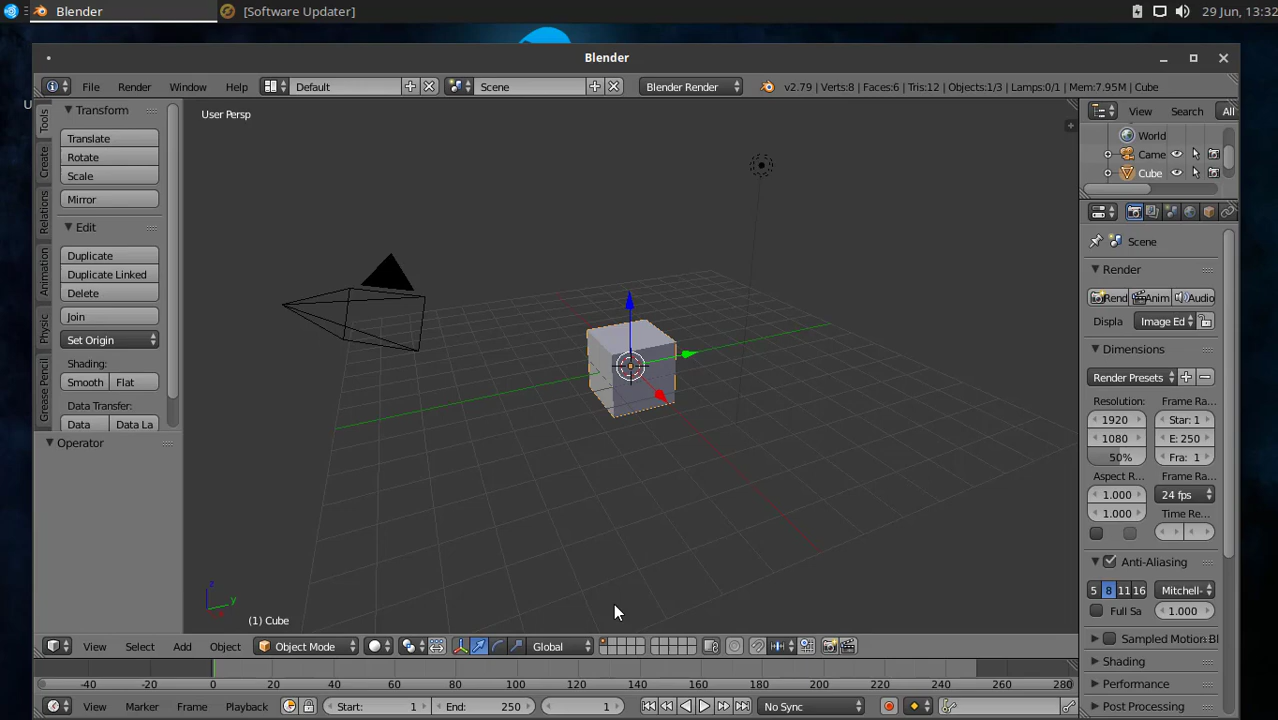 Blender
[Software Updater]
29 Jun, 13:32
Blender
File
Render
Window
Help
Default
Scene
Blender Render
v2.79 | Verts:8 | Faces:6 | Tris:12 | Objects:1/3 | Lamps:0/1 | Mem:7.95M | Cube
Tools
Create
Relations
Animation
Physic
Grease Pencil
Transform
Translate
Rotate
Scale
Mirror
Edit
Duplicate
Duplicate Linked
Delete
Join
Set Origin
Shading:
Smooth
Flat
Data Transfer:
Data
Data La
Operator
User Persp
z
y
(1) Cube
View
Search
All
World
Came
Cube
Scene
Render
Rend
Anim
Audio
Displa
Image Ed
Dimensions
Render Presets
Resolution:
Frame Ra...
1920
Star: 1
1080
E: 250
50%
Fra: 1
Aspect R...
Frame Ra...
1.000
24 fps
1.000
Time Re...
Anti-Aliasing
5
8
11
16
Mitchell-
Full Sa
1.000
Sampled Motion Bl
Shading
Performance
Post Processing
View
Select
Add
Object
Object Mode
Global
-40
-20
0
20
40
60
80
100
120
140
160
180
200
220
240
260
280
View
Marker
Frame
Playback
Start:
1
End:
250
1
No Sync